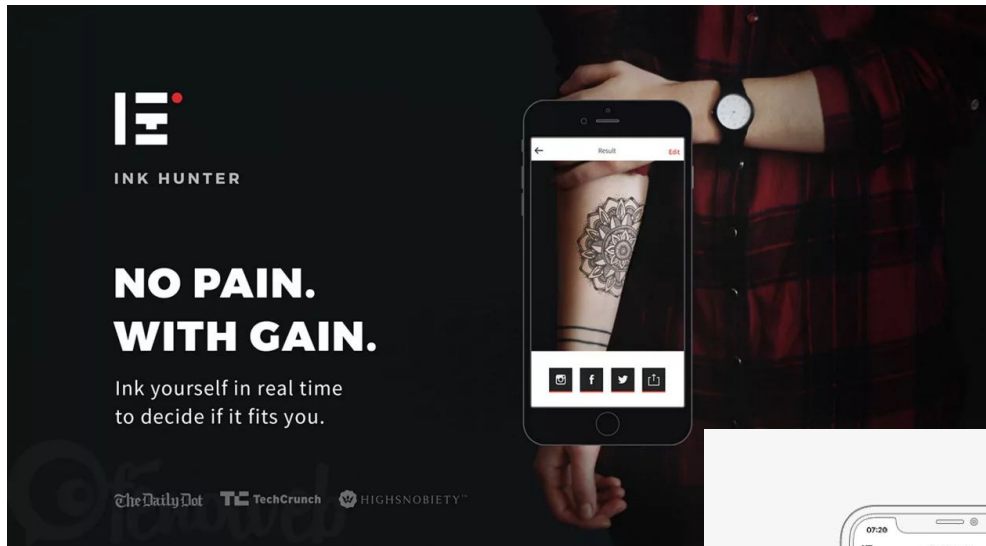 INK HUNTER
NO PAIN.
WITH GAIN.
Ink yourself in real time
to decide if it fits you.
The Daily Dot TechCrunch HIGHSNOBIETY™
Result
Edit
07:20